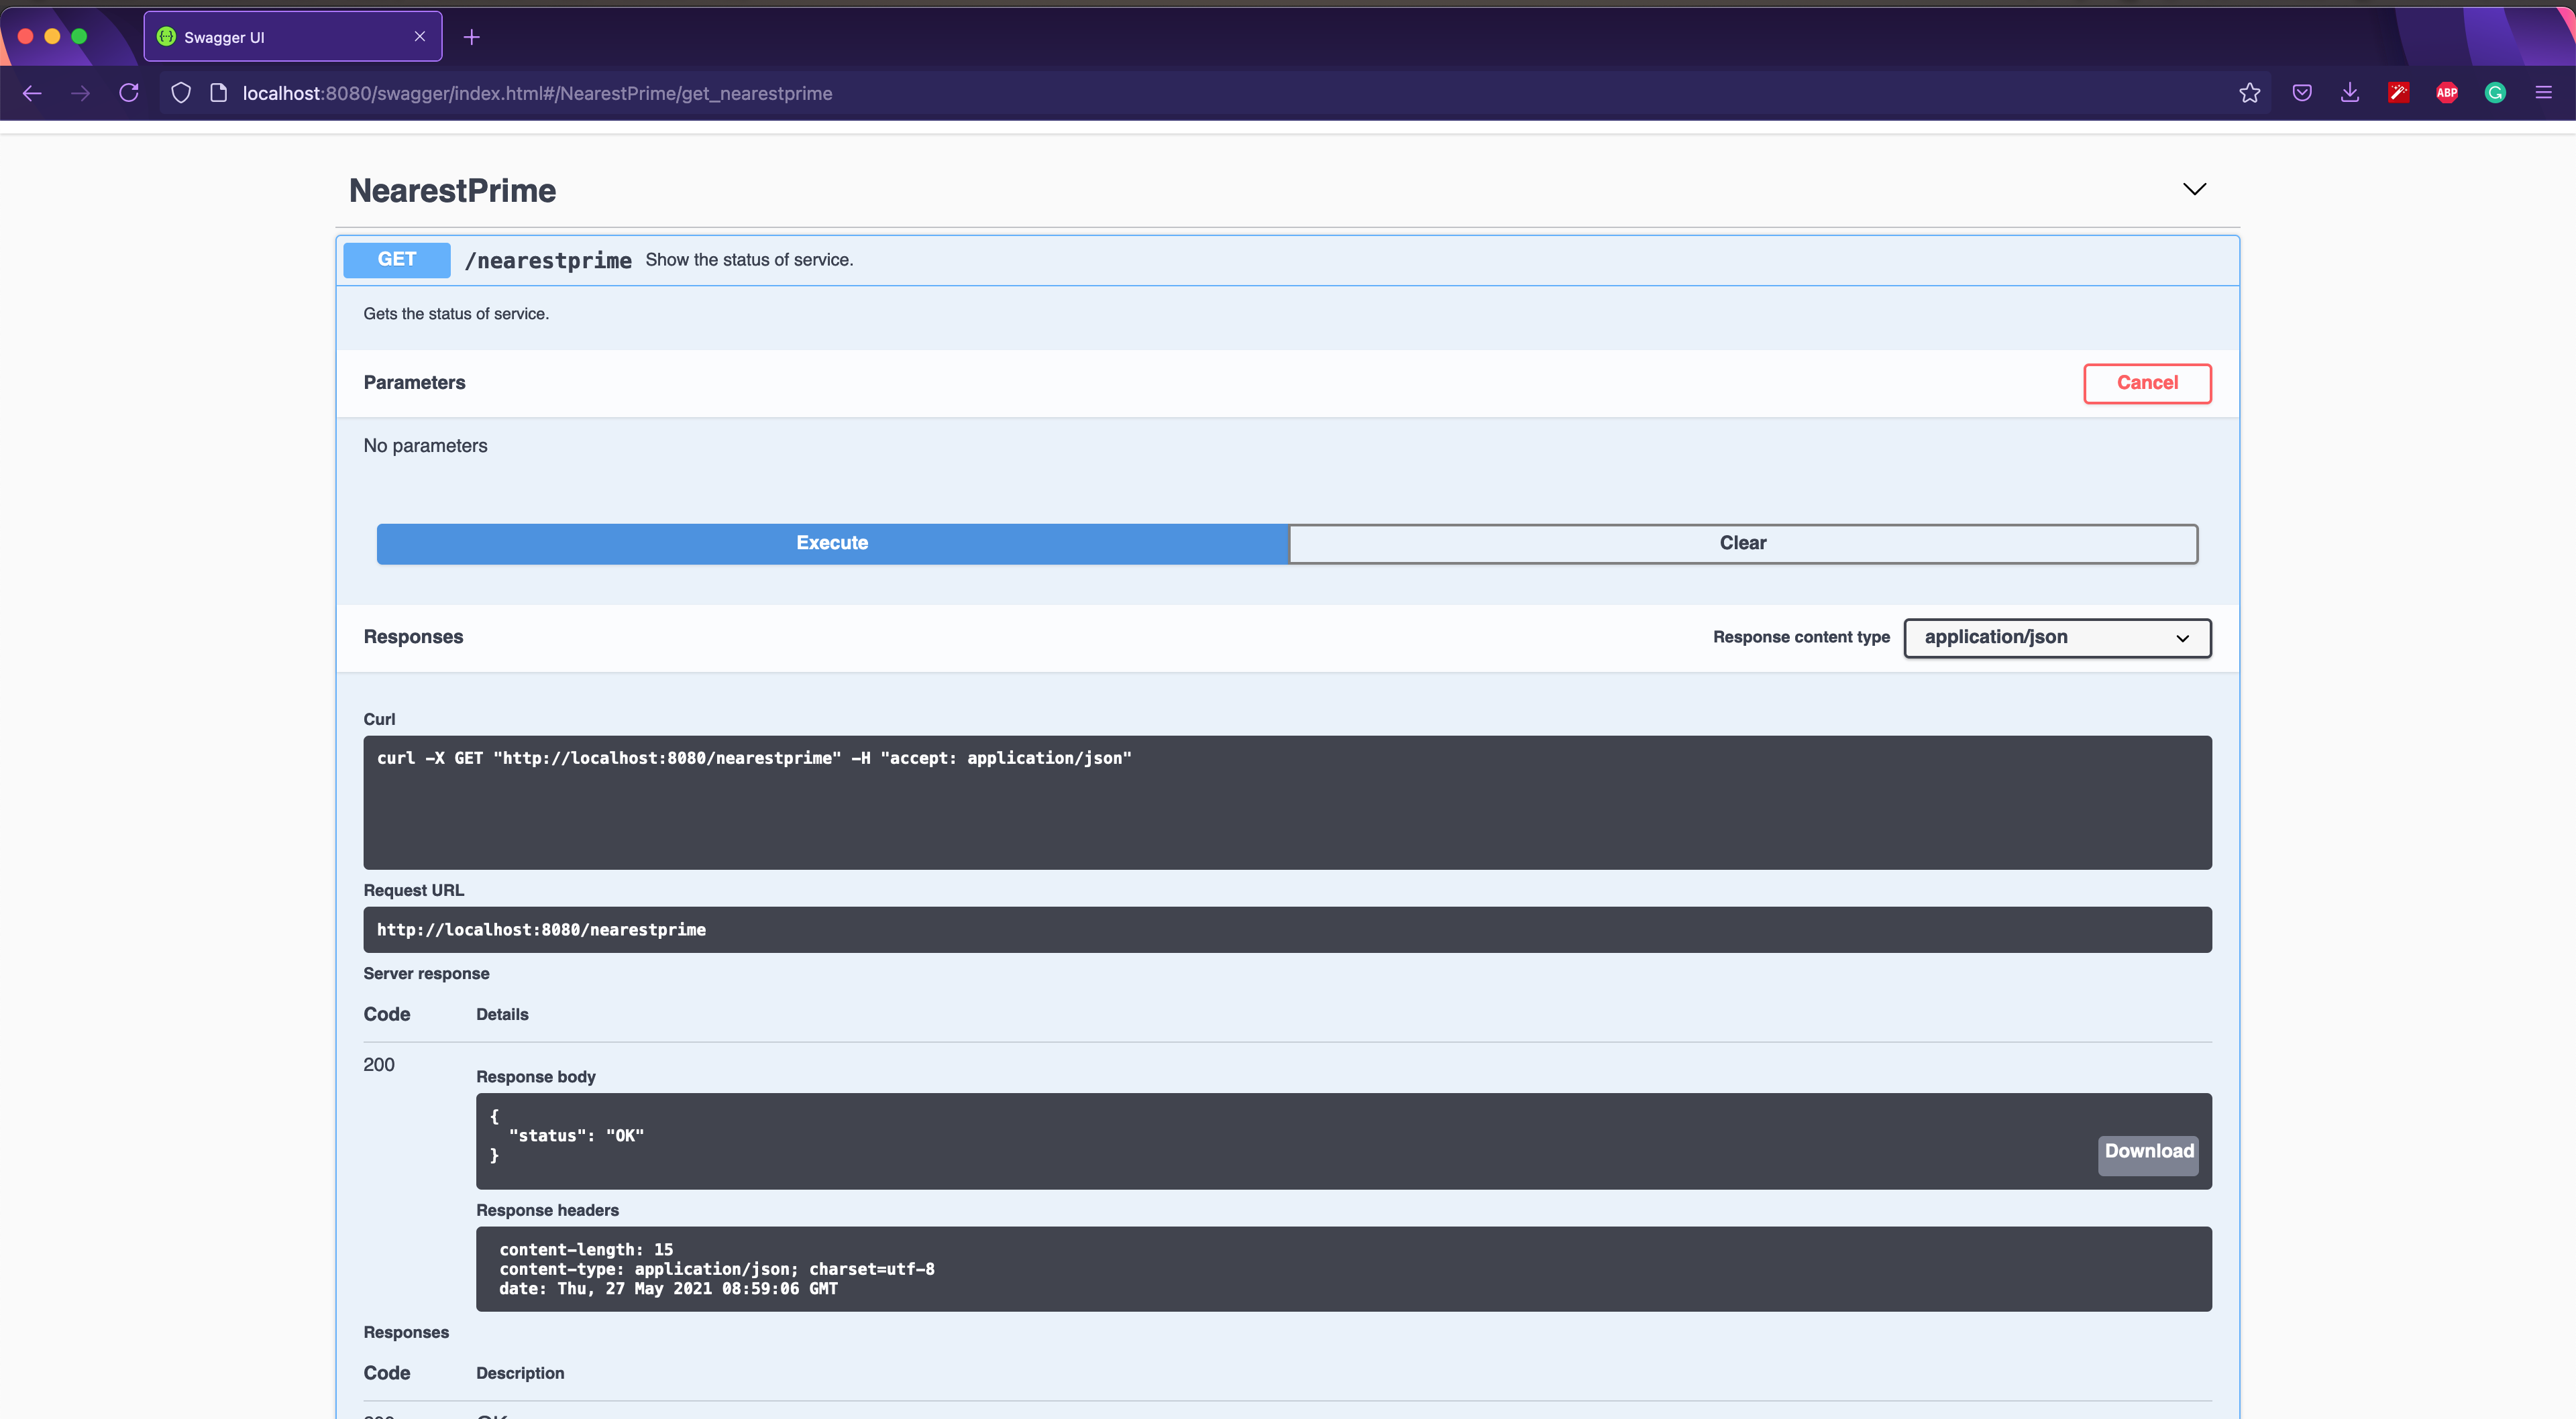 Swagger UI
localhost:8080/swagger/index.html#/NearestPrime/get_nearestprime
ABP
NearestPrime
GET /nearestprime Show the status of service.
Gets the status of service.
Parameters
Cancel
No parameters
Execute
Clear
Responses
Response content type
application/json
Curl
curl -X GET "http://localhost:8080/nearestprime" -H "accept: application/json"
Request URL
http://localhost:8080/nearestprime
Server response
Code Details
200
Response body
{
"status": "OK"
}
Download
Response headers
content-length: 15
content-type: application/json; charset=utf-8
date: Thu, 27 May 2021 08:59:06 GMT
Responses
Code Description